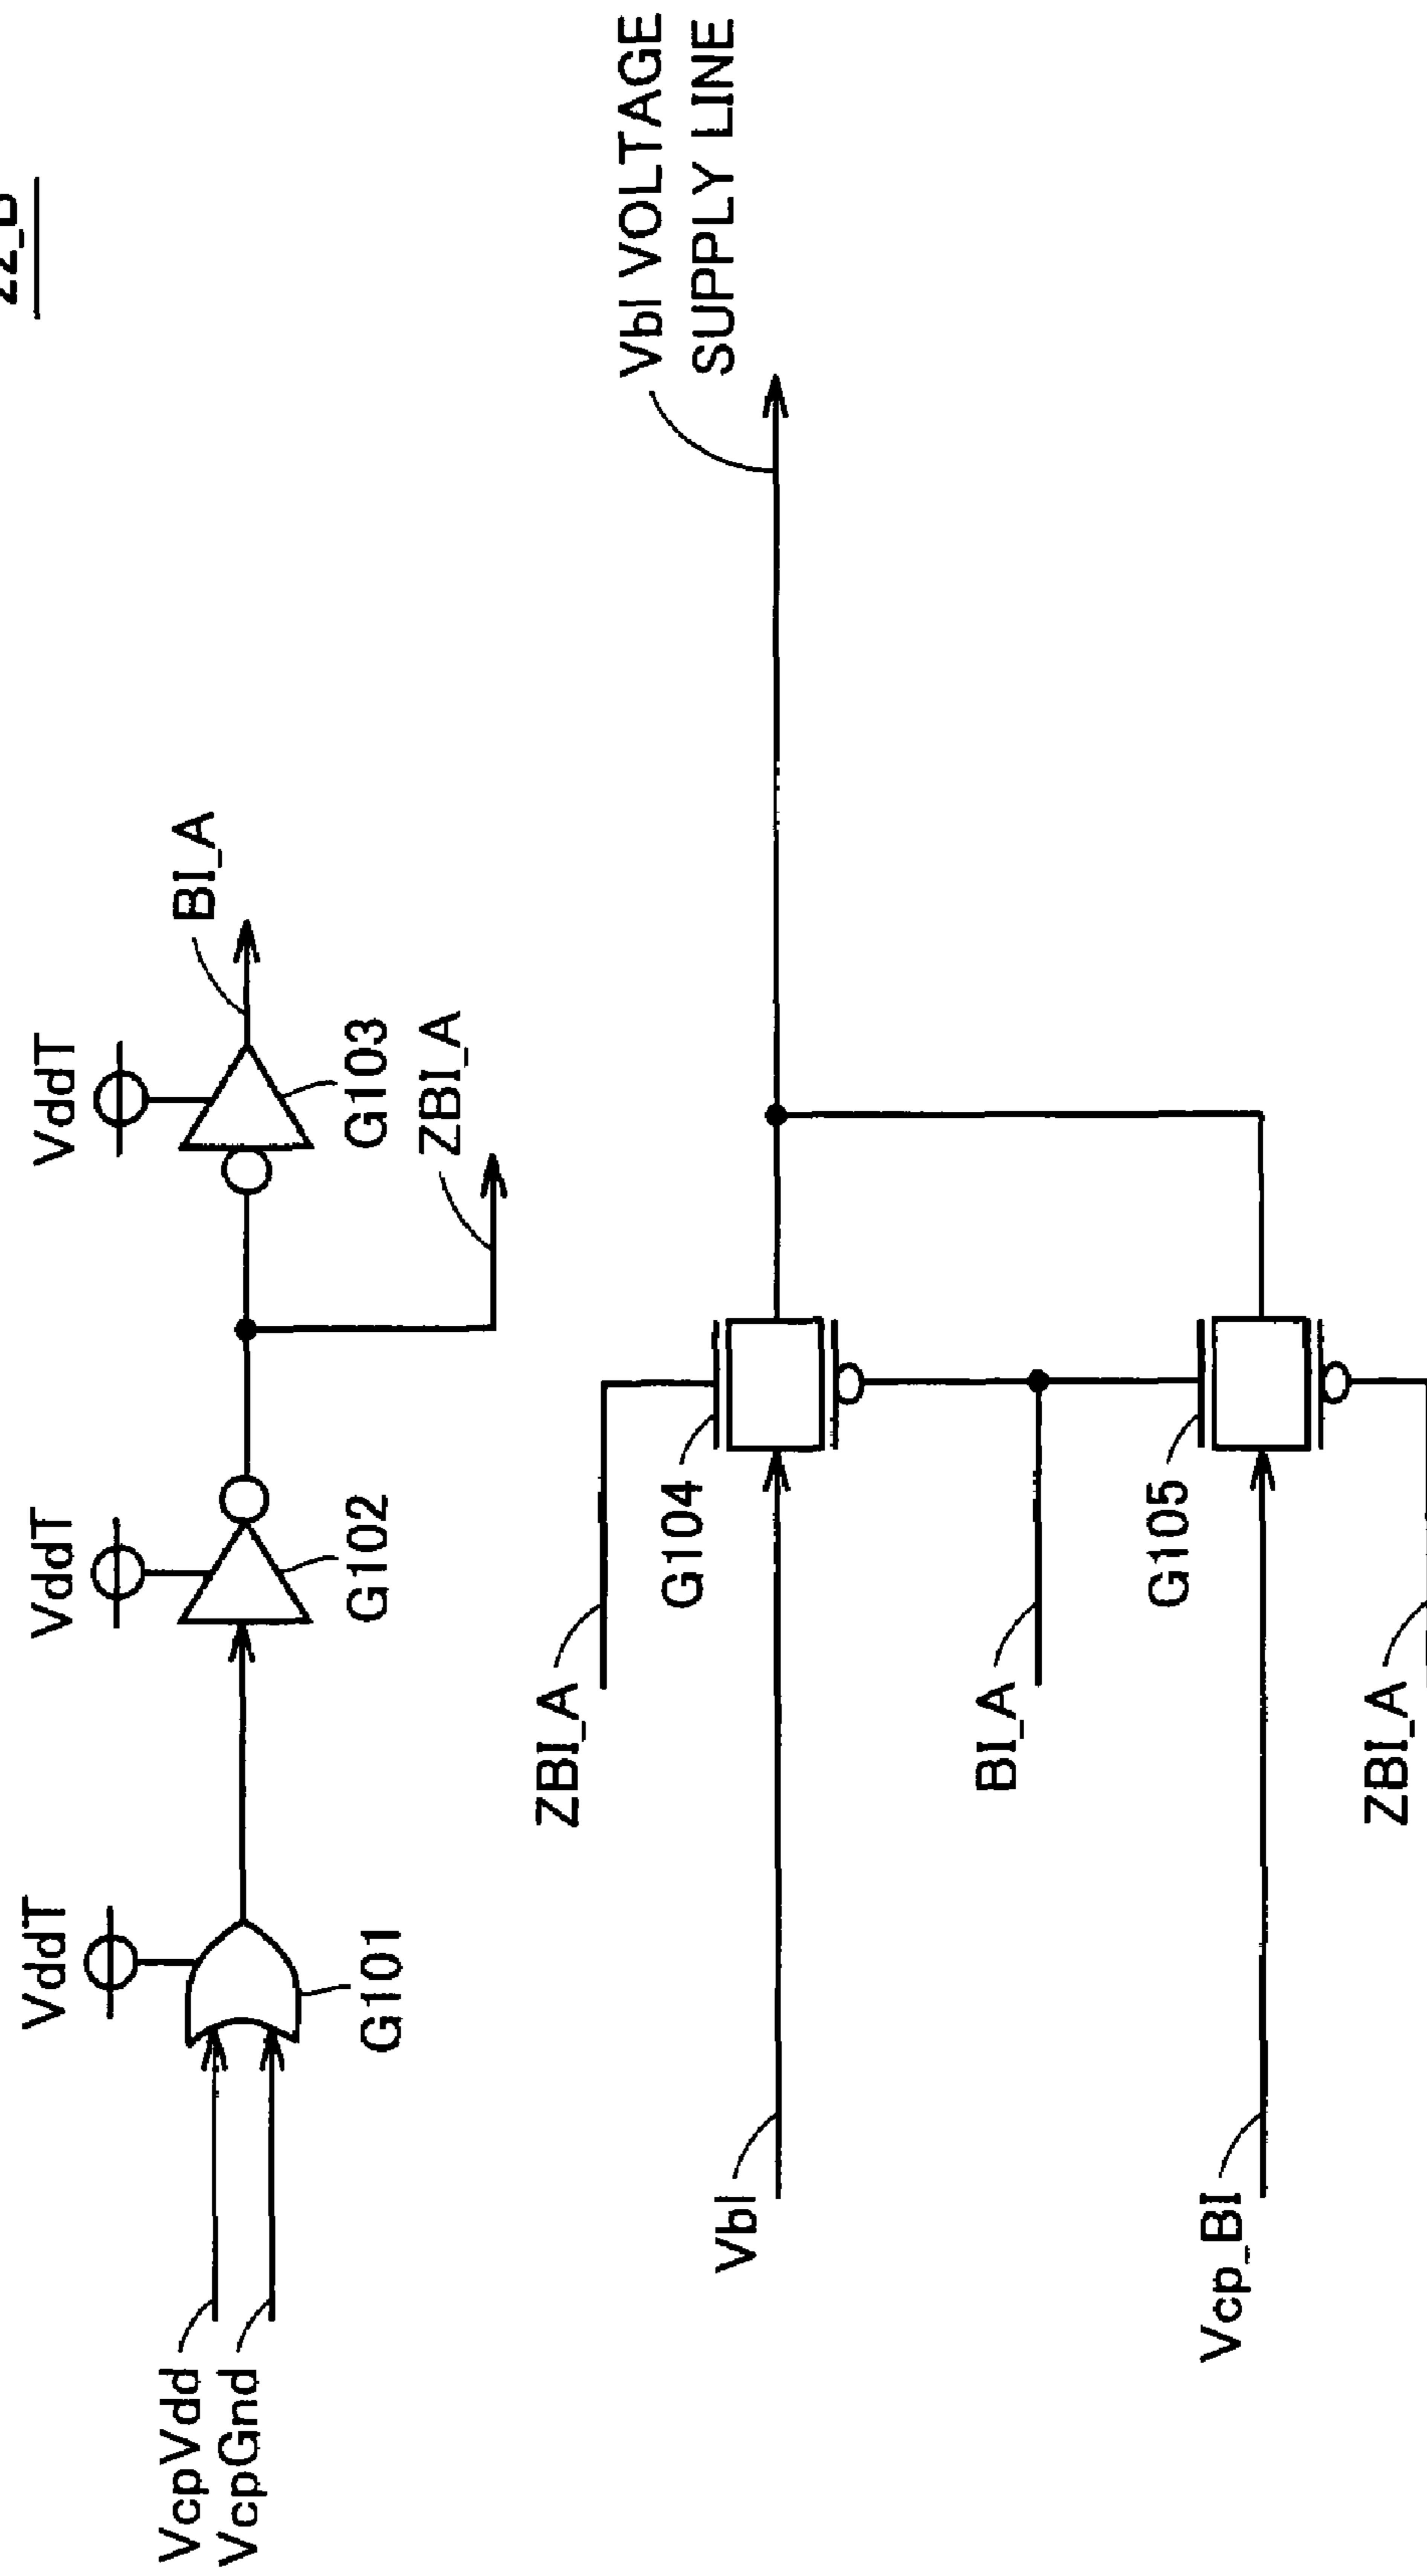 VddT
VddT
VddT
VcpVdd
VcpGnd
G101
G102
G103
BI_A
ZBI_A
Vbl VOLTAGE
SUPPLY LINE
ZBI_A
G104
Vbl
BI_A
G105
Vcp_BI
ZBI_A